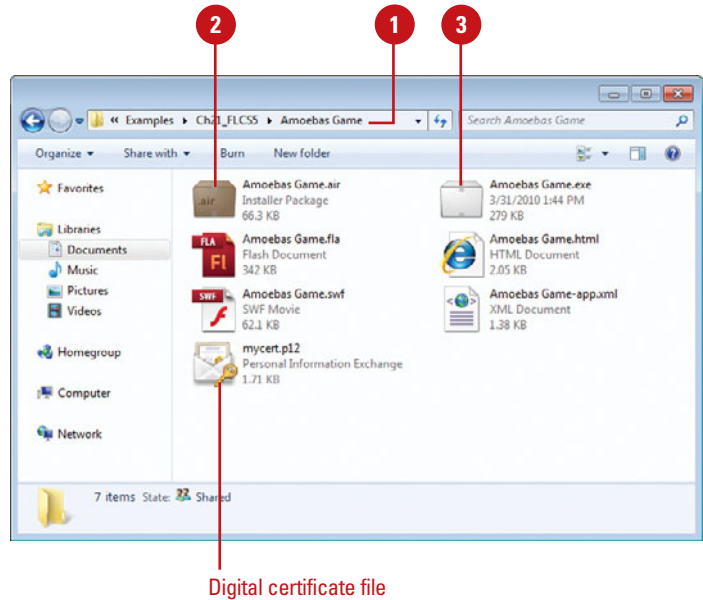 2 1 3
« Examples ▸ Ch21_FLCS5 ▸ Amoebas Game
Search Amoebas Game
Organize ▾ Share with ▾ Burn New folder
Favorites
Libraries
Documents
Music
Pictures
Videos
Homegroup
Computer
Network
.air
Amoebas Game.air
Installer Package
66.3 KB
Amoebas Game.exe
3/31/2010 1:44 PM
279 KB
FLA
Fl
Amoebas Game.fla
Flash Document
342 KB
Amoebas Game.html
HTML Document
2.05 KB
SWF
Amoebas Game.swf
SWF Movie
62.1 KB
Amoebas Game-app.xml
XML Document
1.38 KB
mycert.p12
Personal Information Exchange
1.71 KB
7 items State: Shared
Digital certificate file